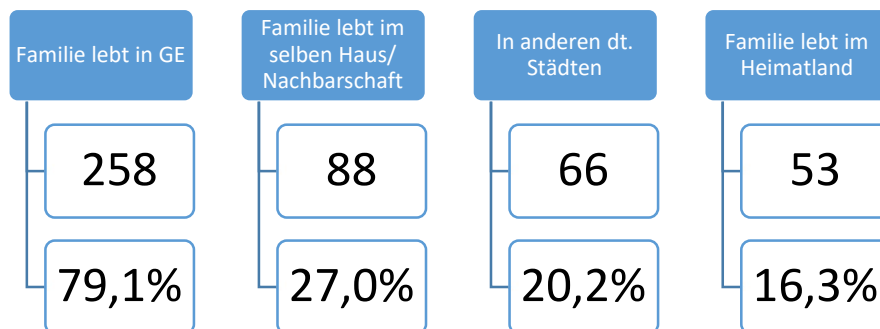 Familie lebt in GE
258
79,1%
Familie lebt im
selben Haus/
Nachbarschaft
88
27,0%
In anderen dt.
Städten
66
20,2%
Familie lebt im
Heimatland
53
16,3%